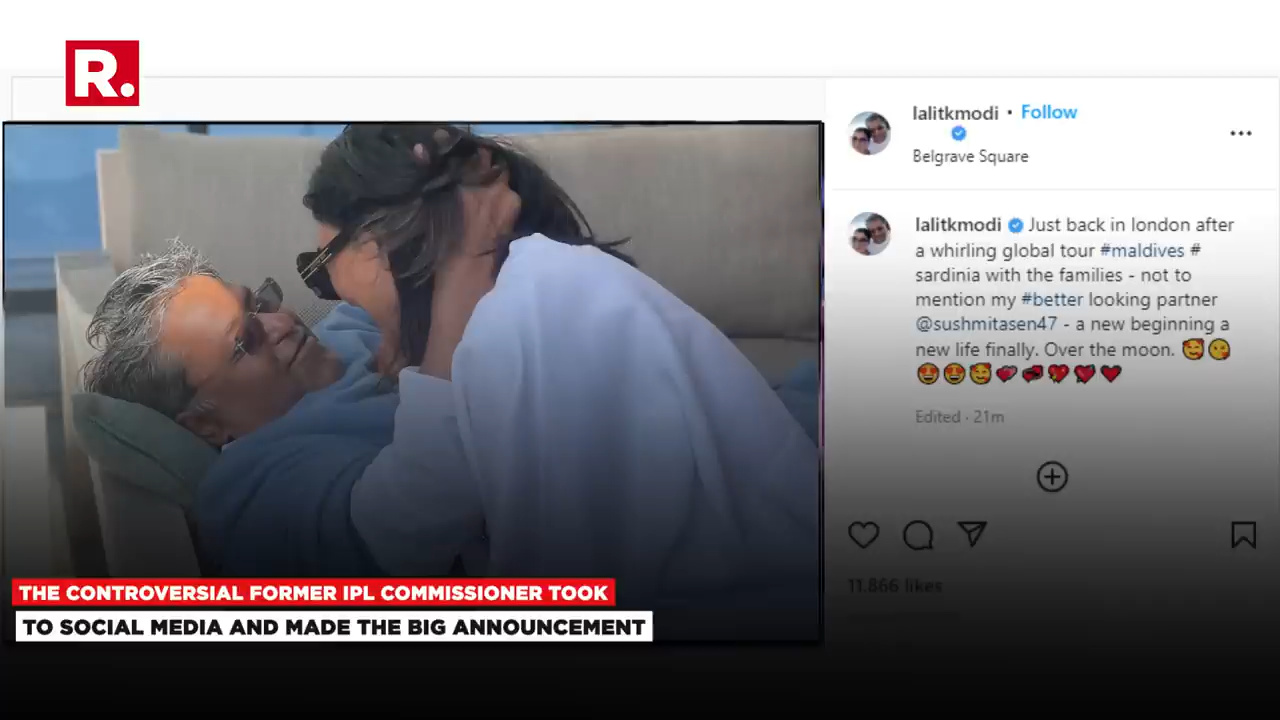 R.
lalitkmodi • Follow
Belgrave Square
lalitkmodi Just back in london after
a whirling global tour #maldives #
sardinia with the families - not to
mention my #better looking partner
@sushmitasen47 - a new beginning a
new life finally. Over the moon. 🥰😘
😍😍🥰💕💞💖💘❤️
Edited · 21m
11,866 likes
THE CONTROVERSIAL FORMER IPL COMMISSIONER TOOK
TO SOCIAL MEDIA AND MADE THE BIG ANNOUNCEMENT